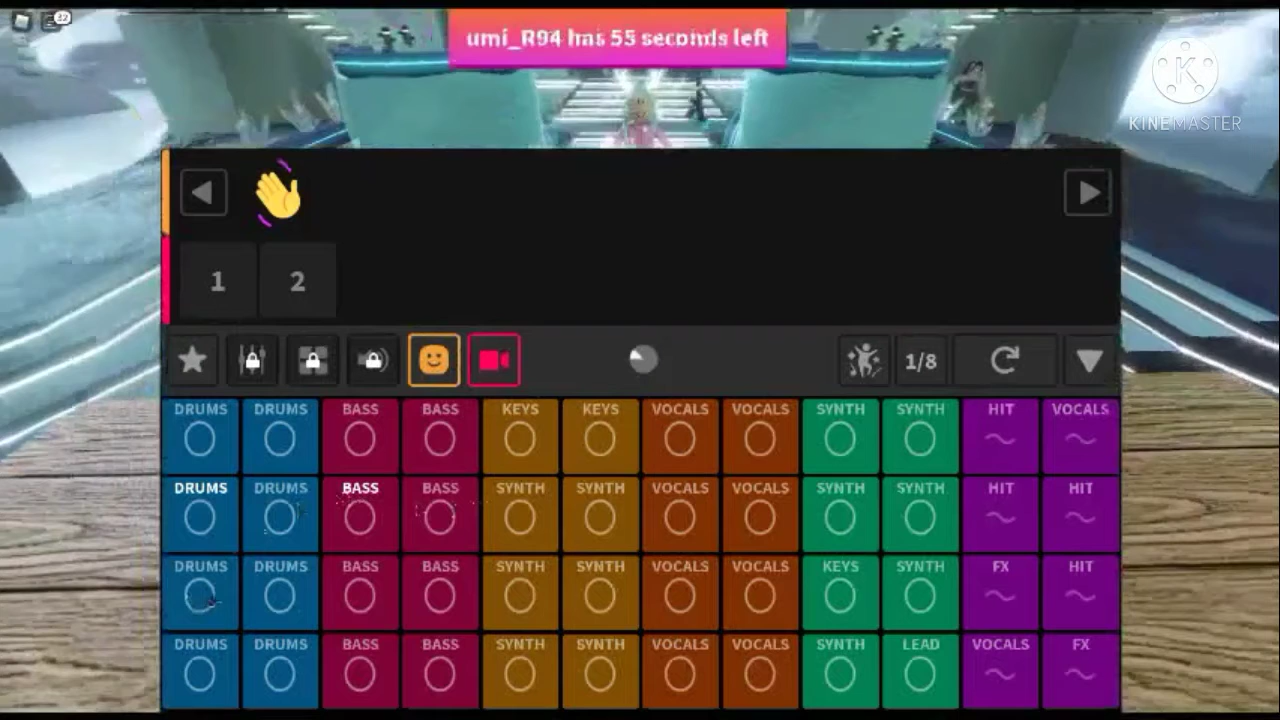 32
umi_R94 has 55 seconds left
K
KINEMASTER
1 2
1/8
DRUMS DRUMS BASS BASS KEYS KEYS VOCALS VOCALS SYNTH SYNTH HIT VOCALS
DRUMS DRUMS BASS BASS SYNTH SYNTH VOCALS VOCALS SYNTH SYNTH HIT HIT
DRUMS DRUMS BASS BASS SYNTH SYNTH VOCALS VOCALS KEYS SYNTH FX HIT
DRUMS DRUMS BASS BASS SYNTH SYNTH VOCALS VOCALS SYNTH LEAD VOCALS FX